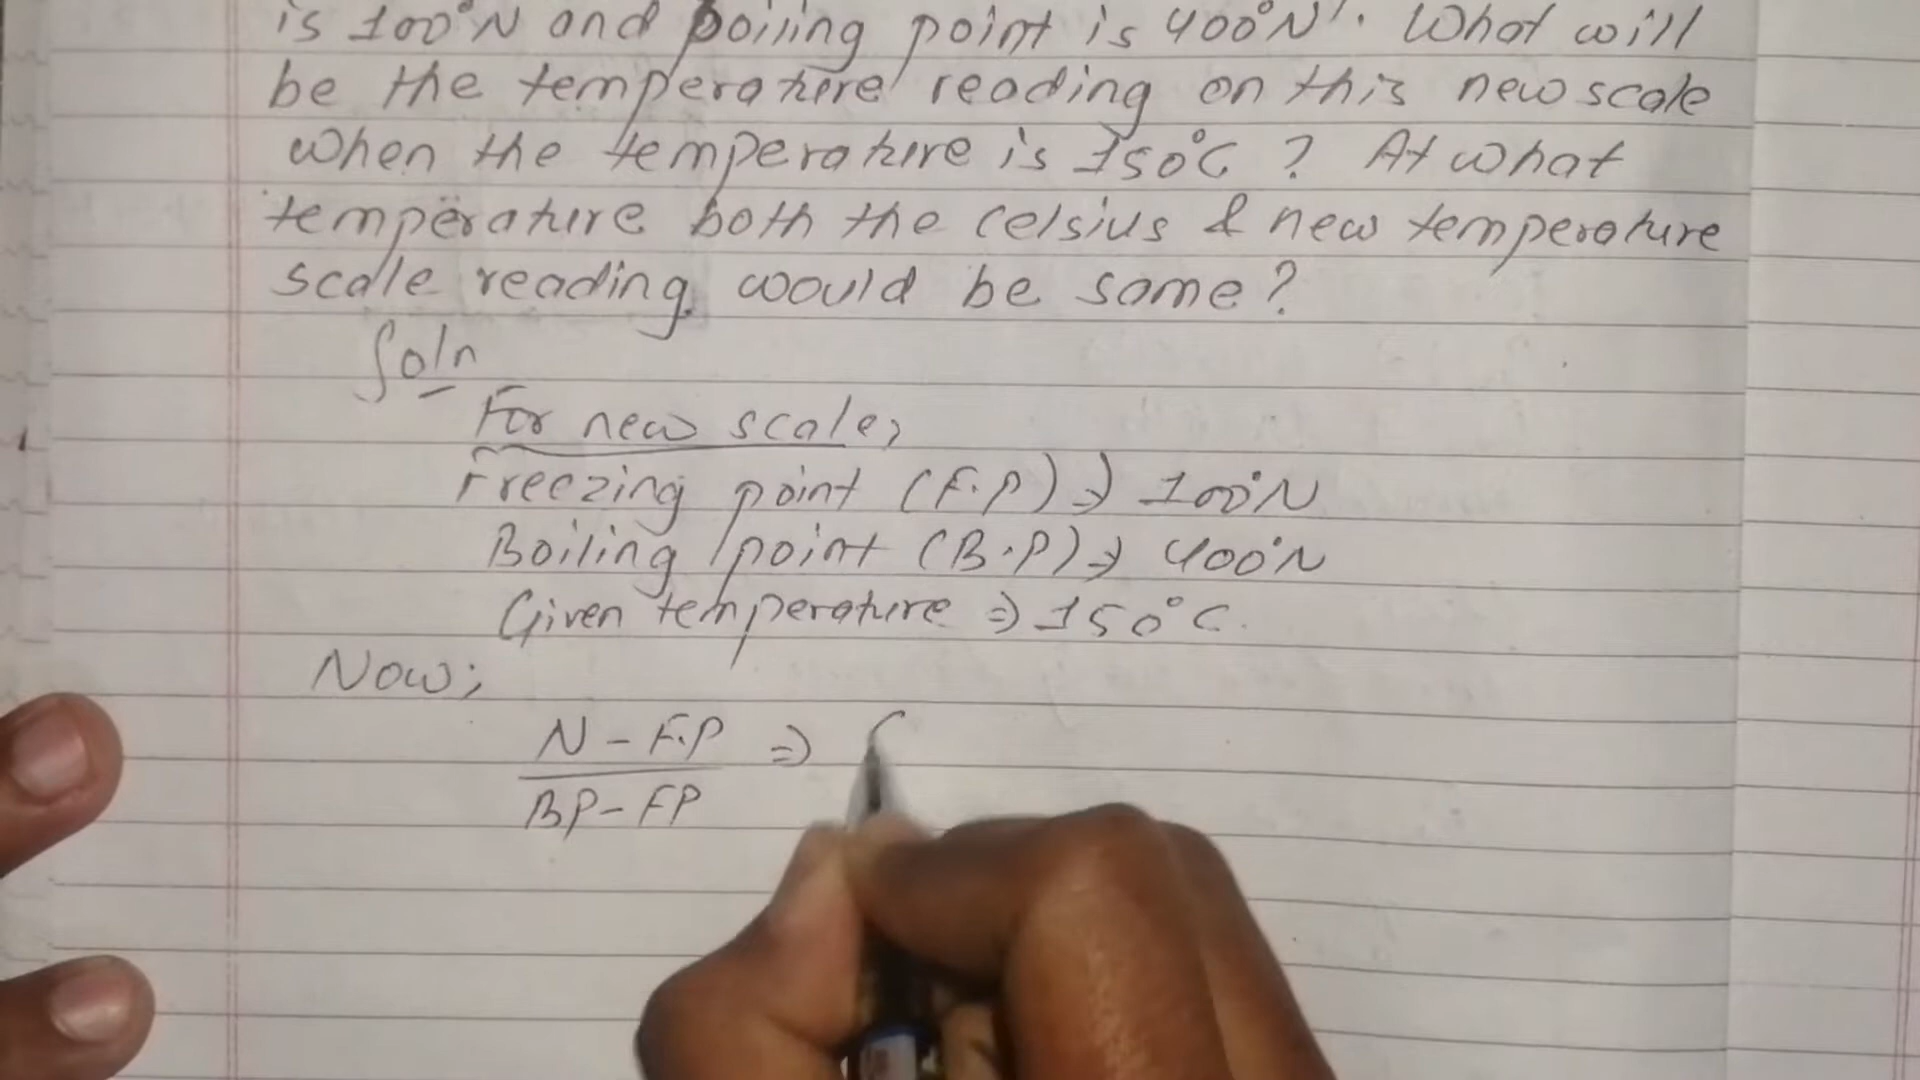 is 100°N and boiling point is 400°N'. What will
be the temperature reading on this new scale
when the temperature is 150°C ? At what
temperature both the Celsius & new temperature
scale reading would be same?
Soln
For new scale,
Freezing point (F.P) ⇒ 100°N
Boiling point (B.P) ⇒ 400°N
Given temperature ⇒ 150°C.
Now;
N - F.P ⇒
BP - FP